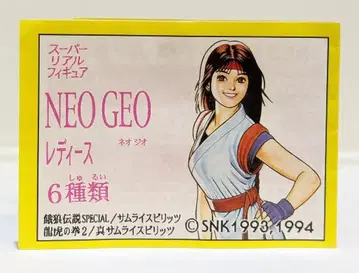 スーパー
リアル
フィギュア
NEO GEO
ネオ ジオ
レディース
しゅ るい
6種類
餓狼伝説SPECIAL/サムライスピリッツ
龍虎の拳2/真サムライスピリッツ
©SNK1993,1994